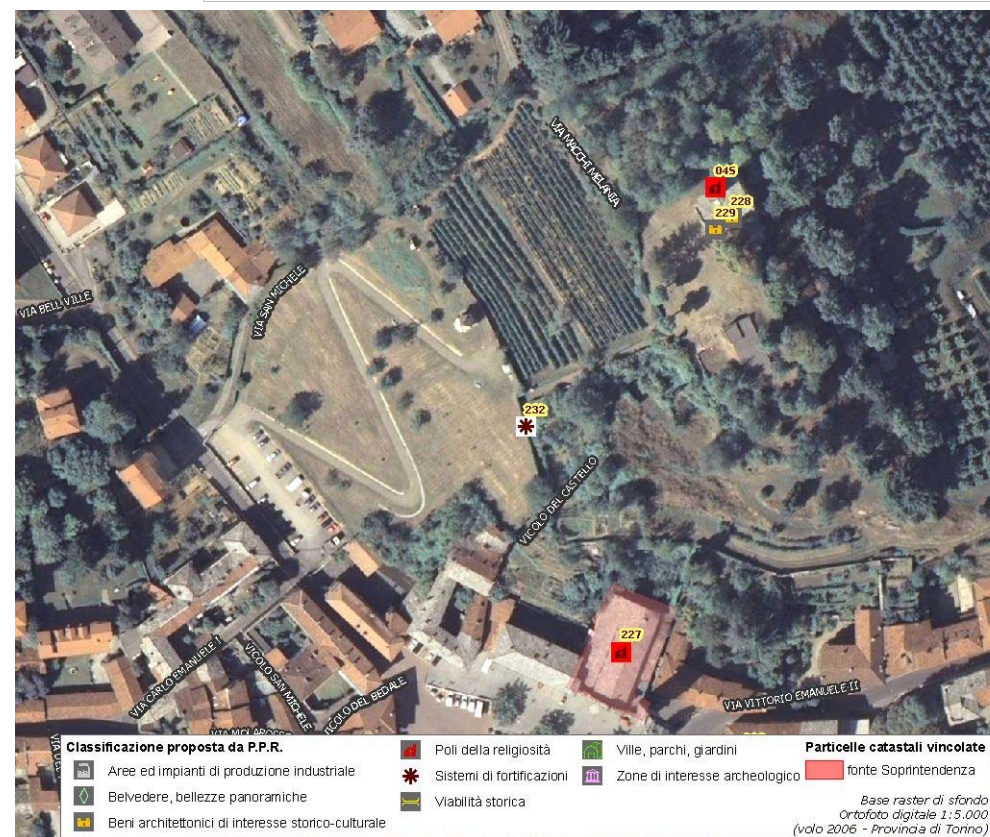 045
VIA MACCHI MELANIA
228
229
VIA SAN MICHELE
VIA BELL VILLE
232
VICOLO DEL CASTELLO
227
VIA CARLO EMANUELE I
VICOLO SAN MICHELE
VICOLO DEL BEDALE
VIA VITTORIO EMANUELE II
Classificazione proposta da P.P.R.
Aree ed impianti di produzione industriale
Belvedere, bellezze panoramiche
Beni architettonici di interesse storico-culturale
Poli della religiosità
Sistemi di fortificazioni
Viabilità storica
Ville, parchi, giardini
Zone di interesse archeologico
Particelle catastali vincolate
fonte Soprintendenza
Base raster di sfondo
Ortofoto digitale 1:5.000
(volo 2006 - Provincia di Torino)